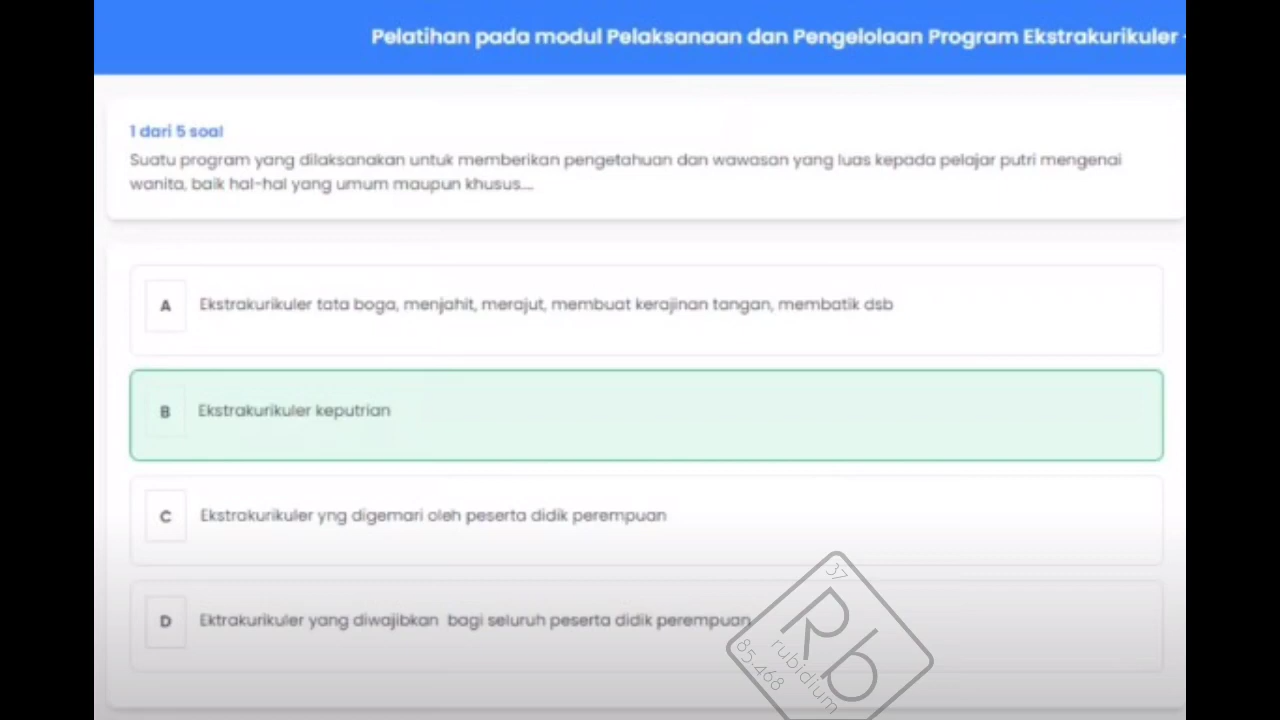 Pelatihan pada modul Pelaksanaan dan Pengelolaan Program Ekstrakurikuler -
1 dari 5 soal
Suatu program yang dilaksanakan untuk memberikan pengetahuan dan wawasan yang luas kepada pelajar putri mengenai
wanita, baik hal-hal yang umum maupun khusus....
A Ekstrakurikuler tata boga, menjahit, merajut, membuat kerajinan tangan, membatik dsb
B Ekstrakurikuler keputrian
C Ekstrakurikuler yng digemari oleh peserta didik perempuan
D Ektrakurikuler yang diwajibkan bagi seluruh peserta didik perempuan
37
Rb
rubidium
85.468